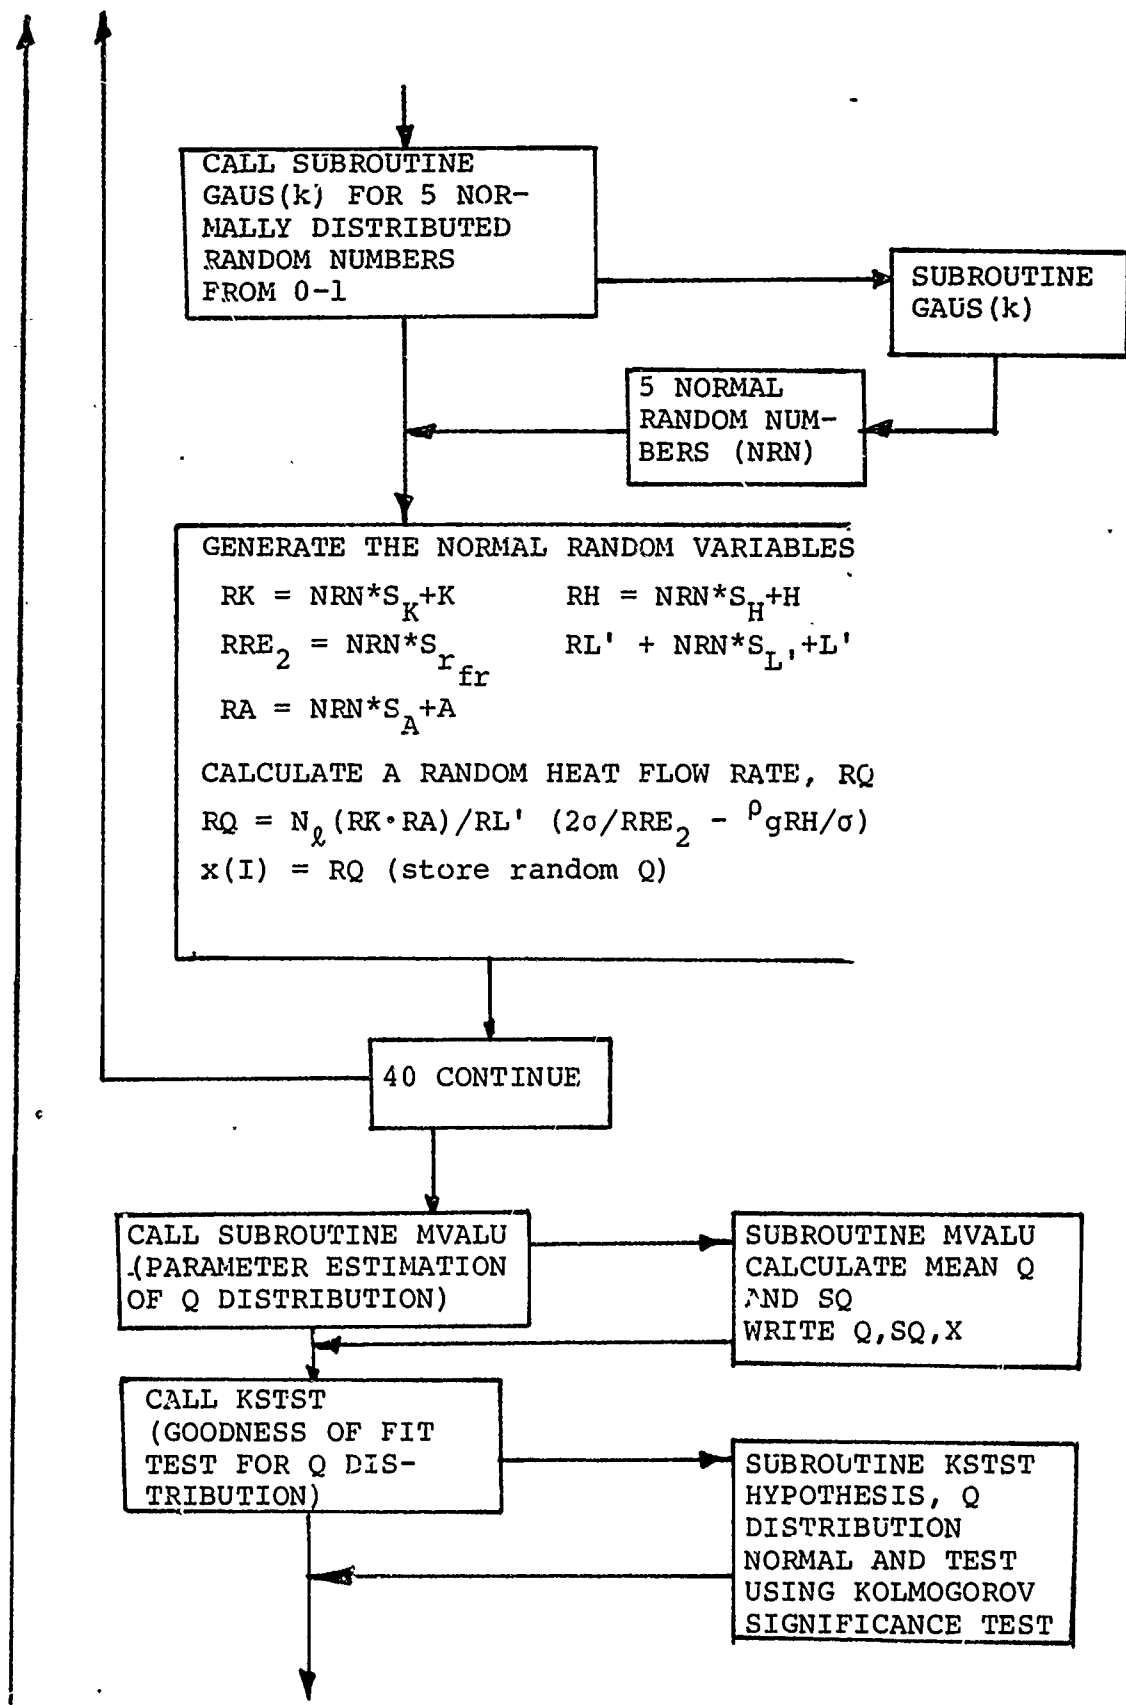 CALL SUBROUTINE
GAUS(k) FOR 5 NOR-
MALLY DISTRIBUTED
RANDOM NUMBERS
FROM 0-1
SUBROUTINE
GAUS(k)
5 NORMAL
RANDOM NUM-
BERS (NRN)
GENERATE THE NORMAL RANDOM VARIABLES
RK = NRN*S_K+K RH = NRN*S_H+H
RRE_2 = NRN*S_r_fr RL' + NRN*S_L'+L'
RA = NRN*S_A+A
CALCULATE A RANDOM HEAT FLOW RATE, RQ
RQ = N_ℓ(RK·RA)/RL' (2σ/RRE_2 - ρgRH/σ)
x(I) = RQ (store random Q)
40 CONTINUE
CALL SUBROUTINE MVALU
(PARAMETER ESTIMATION
OF Q DISTRIBUTION)
SUBROUTINE MVALU
CALCULATE MEAN Q
AND SQ
WRITE Q,SQ,X
CALL KSTST
(GOODNESS OF FIT
TEST FOR Q DIS-
TRIBUTION)
SUBROUTINE KSTST
HYPOTHESIS, Q
DISTRIBUTION
NORMAL AND TEST
USING KOLMOGOROV
SIGNIFICANCE TEST